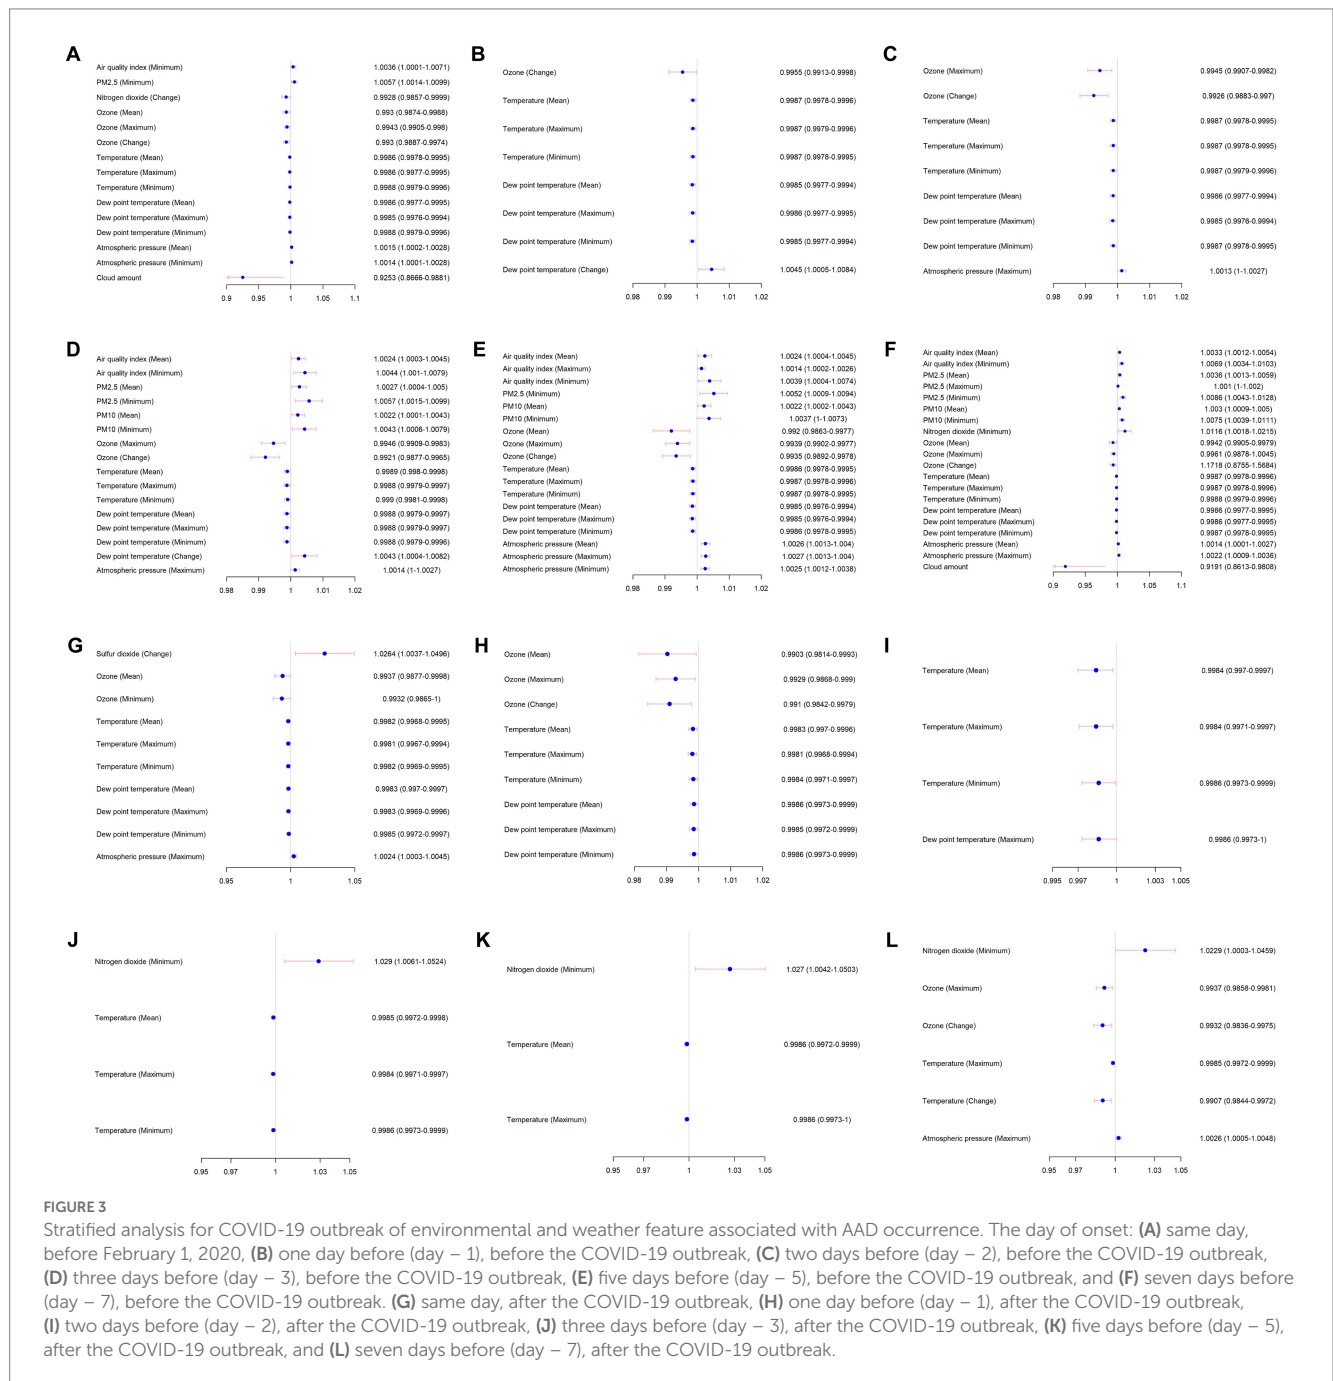 A
Air quality index (Minimum) 1.0036 (1.0001-1.0071)
PM2.5 (Minimum) 1.0057 (1.0014-1.0099)
Nitrogen dioxide (Change) 0.9928 (0.9857-0.9999)
Ozone (Mean) 0.993 (0.9874-0.9988)
Ozone (Maximum) 0.9943 (0.9905-0.998)
Ozone (Change) 0.993 (0.9887-0.9974)
Temperature (Mean) 0.9986 (0.9978-0.9995)
Temperature (Maximum) 0.9986 (0.9977-0.9995)
Temperature (Minimum) 0.9988 (0.9979-0.9996)
Dew point temperature (Mean) 0.9986 (0.9977-0.9995)
Dew point temperature (Maximum) 0.9985 (0.9976-0.9994)
Dew point temperature (Minimum) 0.9988 (0.9979-0.9996)
Atmospheric pressure (Mean) 1.0015 (1.0002-1.0028)
Atmospheric pressure (Minimum) 1.0014 (1.0001-1.0028)
Cloud amount 0.9253 (0.8666-0.9881)
0.9 0.95 1 1.05 1.1
B
Ozone (Change) 0.9955 (0.9913-0.9998)
Temperature (Mean) 0.9987 (0.9978-0.9996)
Temperature (Maximum) 0.9987 (0.9979-0.9996)
Temperature (Minimum) 0.9987 (0.9978-0.9995)
Dew point temperature (Mean) 0.9985 (0.9977-0.9994)
Dew point temperature (Maximum) 0.9986 (0.9977-0.9995)
Dew point temperature (Minimum) 0.9985 (0.9977-0.9994)
Dew point temperature (Change) 1.0045 (1.0005-1.0084)
0.98 0.99 1 1.01 1.02
C
Ozone (Maximum) 0.9945 (0.9907-0.9982)
Ozone (Change) 0.9926 (0.9883-0.997)
Temperature (Mean) 0.9987 (0.9978-0.9995)
Temperature (Maximum) 0.9987 (0.9978-0.9995)
Temperature (Minimum) 0.9987 (0.9979-0.9996)
Dew point temperature (Mean) 0.9986 (0.9977-0.9994)
Dew point temperature (Maximum) 0.9985 (0.9976-0.9994)
Dew point temperature (Minimum) 0.9987 (0.9978-0.9995)
Atmospheric pressure (Maximum) 1.0013 (1-1.0027)
0.98 0.99 1 1.01 1.02
D
Air quality index (Mean) 1.0024 (1.0003-1.0045)
Air quality index (Minimum) 1.0044 (1.001-1.0079)
PM2.5 (Mean) 1.0027 (1.0004-1.005)
PM2.5 (Minimum) 1.0057 (1.0015-1.0099)
PM10 (Mean) 1.0022 (1.0001-1.0043)
PM10 (Minimum) 1.0043 (1.0006-1.0079)
Ozone (Maximum) 0.9946 (0.9909-0.9983)
Ozone (Change) 0.9921 (0.9877-0.9965)
Temperature (Mean) 0.9989 (0.998-0.9998)
Temperature (Maximum) 0.9988 (0.9979-0.9997)
Temperature (Minimum) 0.999 (0.9981-0.9998)
Dew point temperature (Mean) 0.9988 (0.9979-0.9997)
Dew point temperature (Maximum) 0.9988 (0.9979-0.9997)
Dew point temperature (Minimum) 0.9988 (0.9979-0.9996)
Dew point temperature (Change) 1.0043 (1.0004-1.0082)
Atmospheric pressure (Maximum) 1.0014 (1-1.0027)
0.98 0.99 1 1.01 1.02
E
Air quality index (Mean) 1.0024 (1.0004-1.0045)
Air quality index (Maximum) 1.0014 (1.0002-1.0026)
Air quality index (Minimum) 1.0039 (1.0004-1.0074)
PM2.5 (Minimum) 1.0052 (1.0009-1.0094)
PM10 (Mean) 1.0022 (1.0002-1.0043)
PM10 (Minimum) 1.0037 (1-1.0073)
Ozone (Mean) 0.992 (0.9863-0.9977)
Ozone (Maximum) 0.9939 (0.9902-0.9977)
Ozone (Change) 0.9935 (0.9892-0.9978)
Temperature (Mean) 0.9986 (0.9978-0.9995)
Temperature (Maximum) 0.9987 (0.9978-0.9996)
Temperature (Minimum) 0.9987 (0.9978-0.9995)
Dew point temperature (Mean) 0.9985 (0.9976-0.9994)
Dew point temperature (Maximum) 0.9985 (0.9976-0.9994)
Dew point temperature (Minimum) 0.9986 (0.9978-0.9995)
Atmospheric pressure (Mean) 1.0026 (1.0013-1.004)
Atmospheric pressure (Maximum) 1.0027 (1.0013-1.004)
Atmospheric pressure (Minimum) 1.0025 (1.0012-1.0038)
0.98 0.99 1 1.01 1.02
F
Air quality index (Mean) 1.0033 (1.0012-1.0054)
Air quality index (Minimum) 1.0069 (1.0034-1.0103)
PM2.5 (Mean) 1.0036 (1.0013-1.0059)
PM2.5 (Maximum) 1.001 (1-1.002)
PM2.5 (Minimum) 1.0086 (1.0043-1.0128)
PM10 (Mean) 1.003 (1.0009-1.005)
PM10 (Minimum) 1.0075 (1.0039-1.0111)
Nitrogen dioxide (Minimum) 1.0116 (1.0018-1.0215)
Ozone (Mean) 0.9942 (0.9905-0.9979)
Ozone (Maximum) 0.9961 (0.9878-1.0045)
Ozone (Change) 1.1718 (0.8755-1.5684)
Temperature (Mean) 0.9987 (0.9978-0.9996)
Temperature (Maximum) 0.9987 (0.9978-0.9996)
Temperature (Minimum) 0.9988 (0.9979-0.9996)
Dew point temperature (Mean) 0.9986 (0.9977-0.9995)
Dew point temperature (Maximum) 0.9986 (0.9977-0.9995)
Dew point temperature (Minimum) 0.9987 (0.9978-0.9995)
Atmospheric pressure (Mean) 1.0014 (1.0001-1.0027)
Atmospheric pressure (Maximum) 1.0022 (1.0009-1.0036)
Cloud amount 0.9191 (0.8613-0.9808)
0.9 0.95 1 1.05 1.1
G
Sulfur dioxide (Change) 1.0264 (1.0037-1.0496)
Ozone (Mean) 0.9937 (0.9877-0.9998)
Ozone (Minimum) 0.9932 (0.9865-1)
Temperature (Mean) 0.9982 (0.9968-0.9995)
Temperature (Maximum) 0.9981 (0.9967-0.9994)
Temperature (Minimum) 0.9982 (0.9969-0.9995)
Dew point temperature (Mean) 0.9983 (0.997-0.9997)
Dew point temperature (Maximum) 0.9983 (0.9969-0.9996)
Dew point temperature (Minimum) 0.9985 (0.9972-0.9997)
Atmospheric pressure (Maximum) 1.0024 (1.0003-1.0045)
0.95 1 1.05
H
Ozone (Mean) 0.9903 (0.9814-0.9993)
Ozone (Maximum) 0.9929 (0.9868-0.999)
Ozone (Change) 0.991 (0.9842-0.9979)
Temperature (Mean) 0.9983 (0.997-0.9996)
Temperature (Maximum) 0.9981 (0.9968-0.9994)
Temperature (Minimum) 0.9984 (0.9971-0.9997)
Dew point temperature (Mean) 0.9986 (0.9973-0.9999)
Dew point temperature (Maximum) 0.9985 (0.9972-0.9999)
Dew point temperature (Minimum) 0.9986 (0.9973-0.9999)
0.98 0.99 1 1.01 1.02
I
Temperature (Mean) 0.9984 (0.997-0.9997)
Temperature (Maximum) 0.9984 (0.9971-0.9997)
Temperature (Minimum) 0.9986 (0.9973-0.9999)
Dew point temperature (Maximum) 0.9986 (0.9973-1)
0.995 0.997 1 1.003 1.005
J
Nitrogen dioxide (Minimum) 1.029 (1.0061-1.0524)
Temperature (Mean) 0.9985 (0.9972-0.9998)
Temperature (Maximum) 0.9984 (0.9971-0.9997)
Temperature (Minimum) 0.9986 (0.9973-0.9999)
0.95 0.97 1 1.03 1.05
K
Nitrogen dioxide (Minimum) 1.027 (1.0042-1.0503)
Temperature (Mean) 0.9986 (0.9972-0.9999)
Temperature (Maximum) 0.9986 (0.9973-1)
0.95 0.97 1 1.03 1.05
L
Nitrogen dioxide (Minimum) 1.0229 (1.0003-1.0459)
Ozone (Maximum) 0.9937 (0.9858-0.9981)
Ozone (Change) 0.9932 (0.9836-0.9975)
Temperature (Maximum) 0.9985 (0.9972-0.9999)
Temperature (Change) 0.9907 (0.9844-0.9972)
Atmospheric pressure (Maximum) 1.0026 (1.0005-1.0048)
0.95 0.97 1 1.03 1.05
FIGURE 3
Stratified analysis for COVID-19 outbreak of environmental and weather feature associated with AAD occurrence. The day of onset: (A) same day,
before February 1, 2020, (B) one day before (day – 1), before the COVID-19 outbreak, (C) two days before (day – 2), before the COVID-19 outbreak,
(D) three days before (day – 3), before the COVID-19 outbreak, (E) five days before (day – 5), before the COVID-19 outbreak, and (F) seven days before
(day – 7), before the COVID-19 outbreak. (G) same day, after the COVID-19 outbreak, (H) one day before (day – 1), after the COVID-19 outbreak,
(I) two days before (day – 2), after the COVID-19 outbreak, (J) three days before (day – 3), after the COVID-19 outbreak, (K) five days before (day – 5),
after the COVID-19 outbreak, and (L) seven days before (day – 7), after the COVID-19 outbreak.